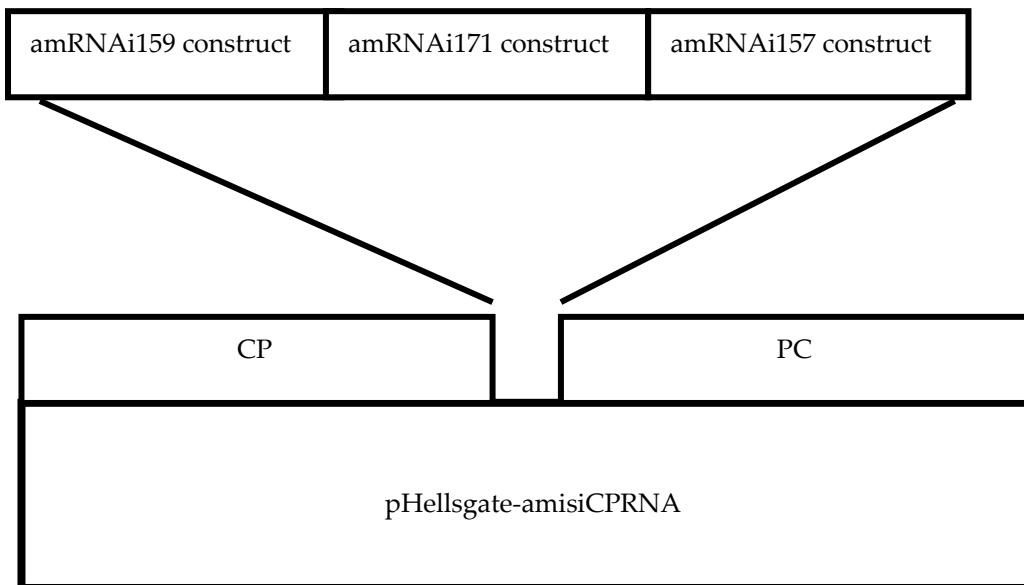 amRNAi159 construct
amRNAi171 construct
amRNAi157 construct
CP
PC
pHellsgate-amisiCPRNA